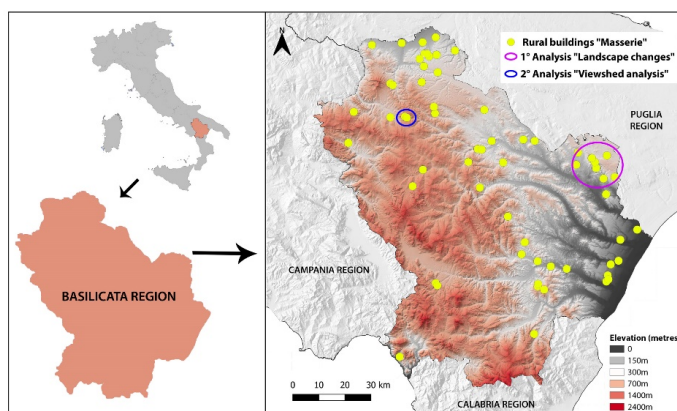 BASILICATA REGION
N
Rural buildings "Masserie"
1° Analysis "Landscape changes"
2° Analysis "Viewshed analysis"
PUGLIA
REGION
CAMPANIA REGION
CALABRIA REGION
0 10 20 30 km
Elevation (metres)
0
150m
300m
700m
1400m
2400m